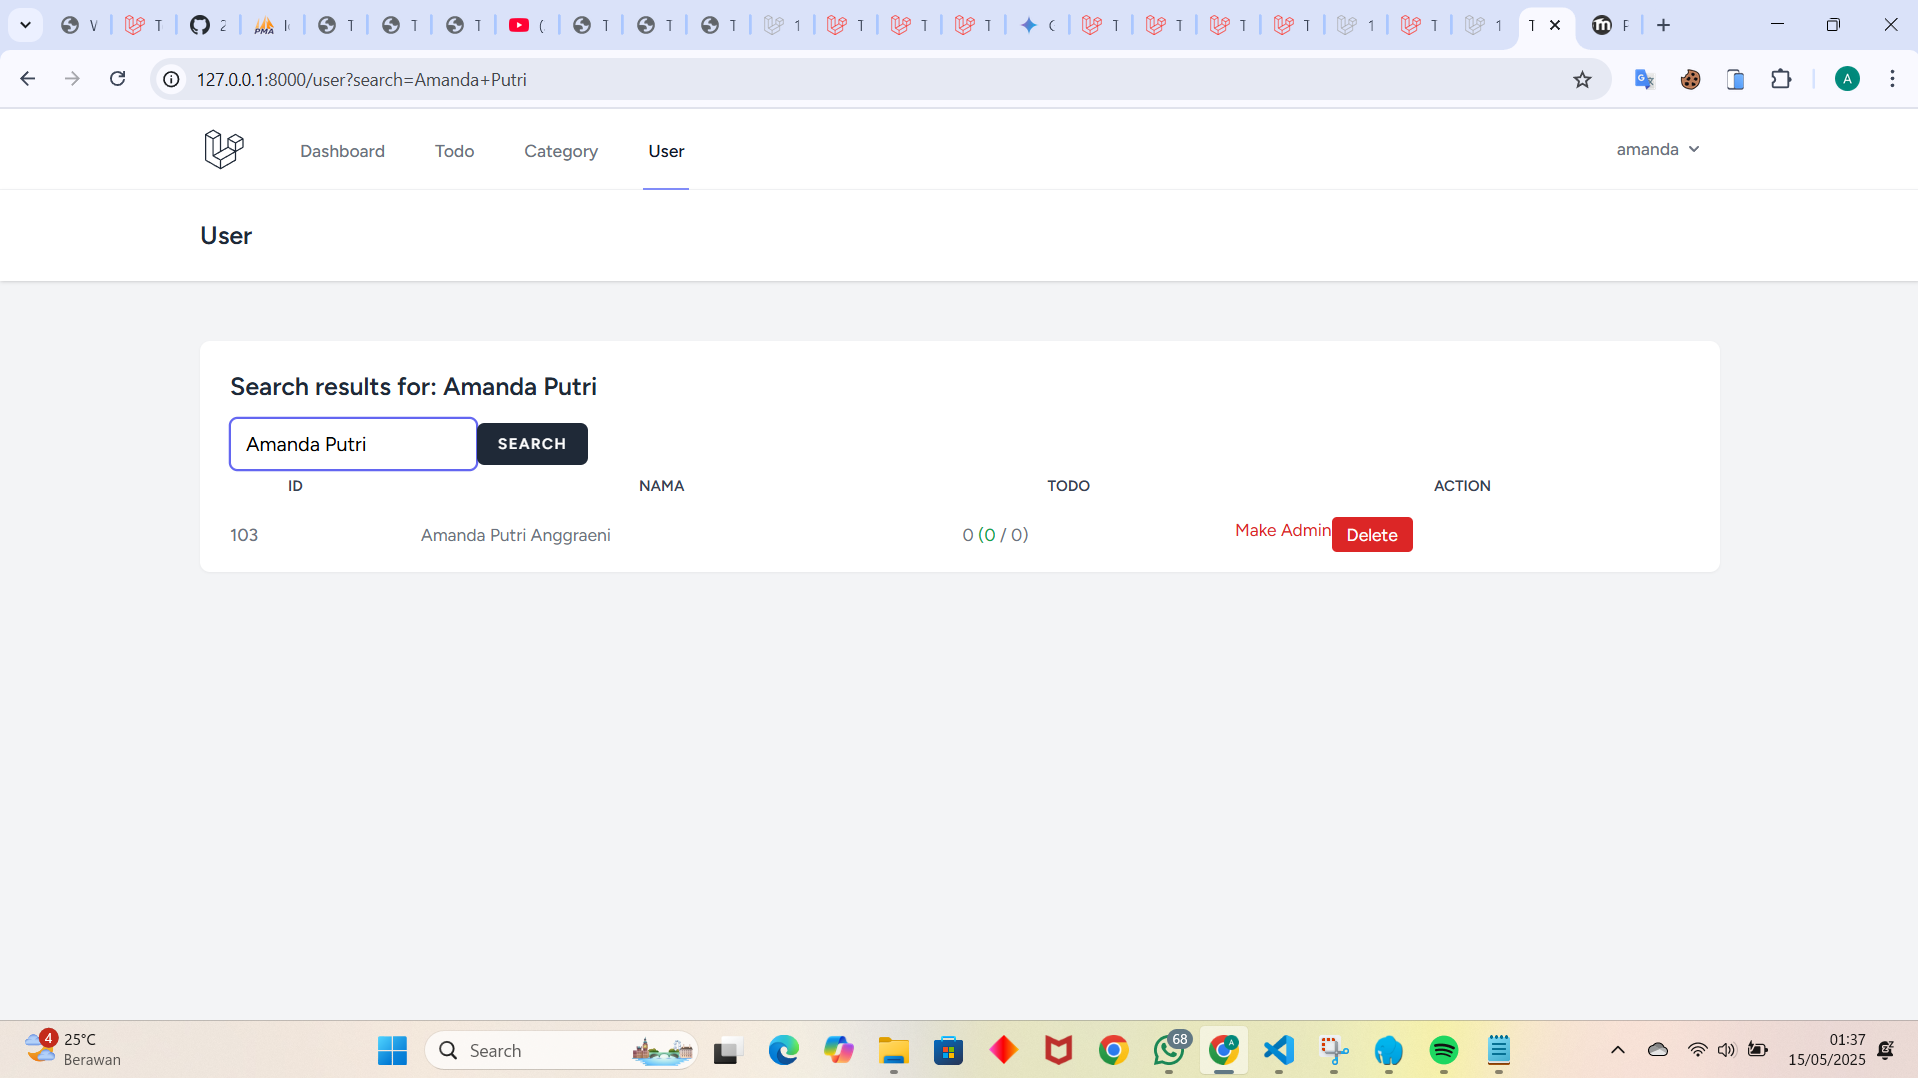 127.0.0.1:8000/user?search=Amanda+Putri
A
Dashboard
Todo
Category
User
amanda
User
Search results for: Amanda Putri
Amanda Putri
SEARCH
ID
NAMA
TODO
ACTION
103
Amanda Putri Anggraeni
0 (0 / 0)
Make Admin
Delete
4
25°C
Berawan
Search
68
01:37
15/05/2025